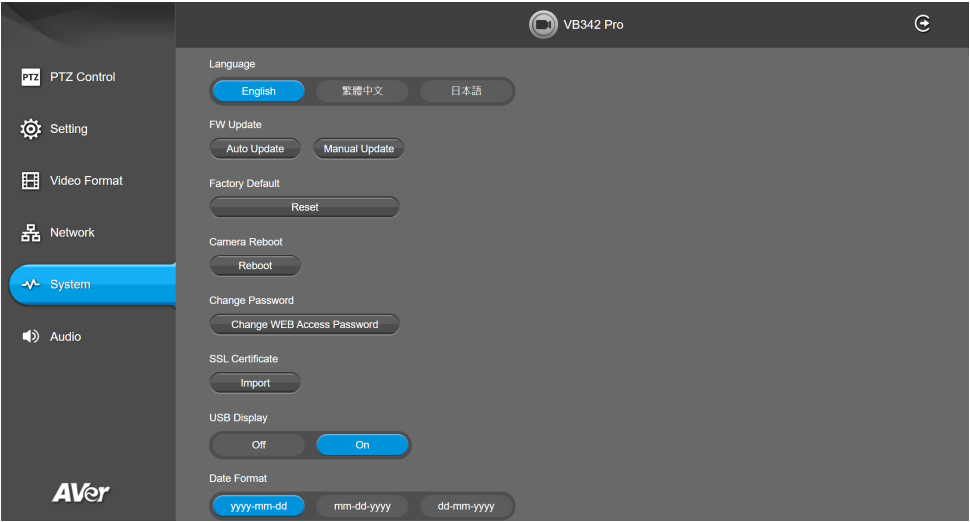 VB342 Pro
PTZ PTZ Control
Setting
Video Format
Network
System
Audio
AVer
Language
English 繁體中文 日本語
FW Update
Auto Update Manual Update
Factory Default
Reset
Camera Reboot
Reboot
Change Password
Change WEB Access Password
SSL Certificate
Import
USB Display
Off On
Date Format
yyyy-mm-dd mm-dd-yyyy dd-mm-yyyy